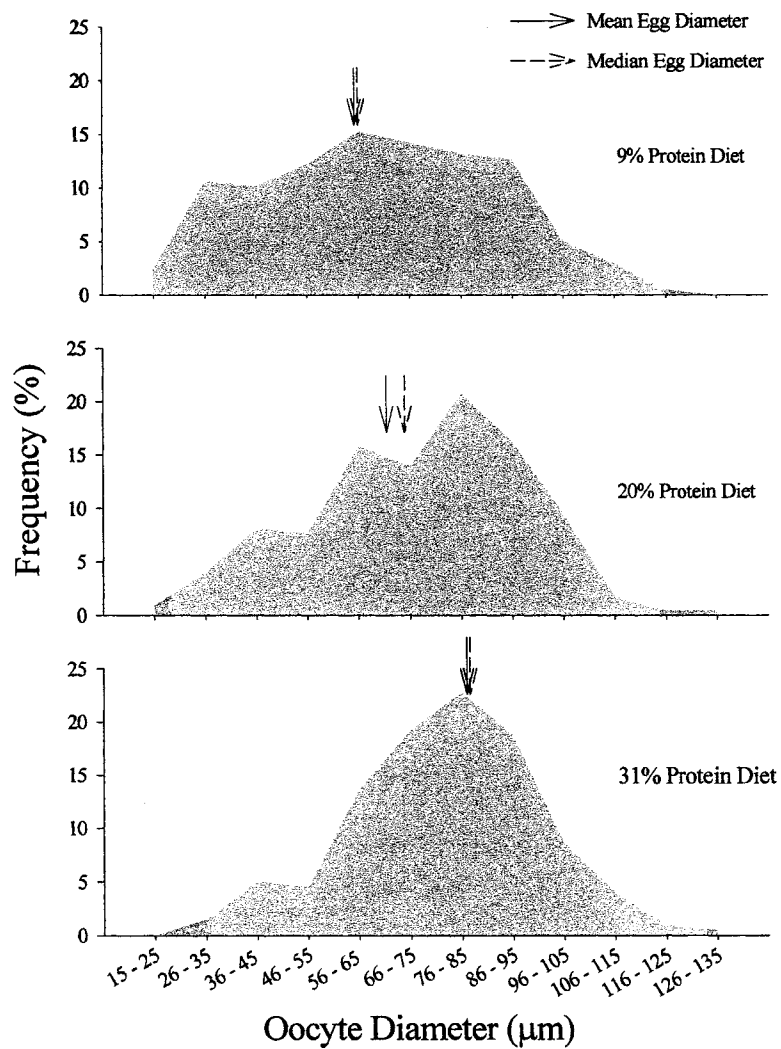 Mean Egg Diameter
Median Egg Diameter
25
20
15
10
5
0
9% Protein Diet
25
20
15
10
5
0
20% Protein Diet
25
20
15
10
5
0
31% Protein Diet
Frequency (%)
15 - 25
26 - 35
36 - 45
46 - 55
56 - 65
66 - 75
76 - 85
86 - 95
96 - 105
106 - 115
116 - 125
126 - 135
Oocyte Diameter (μm)